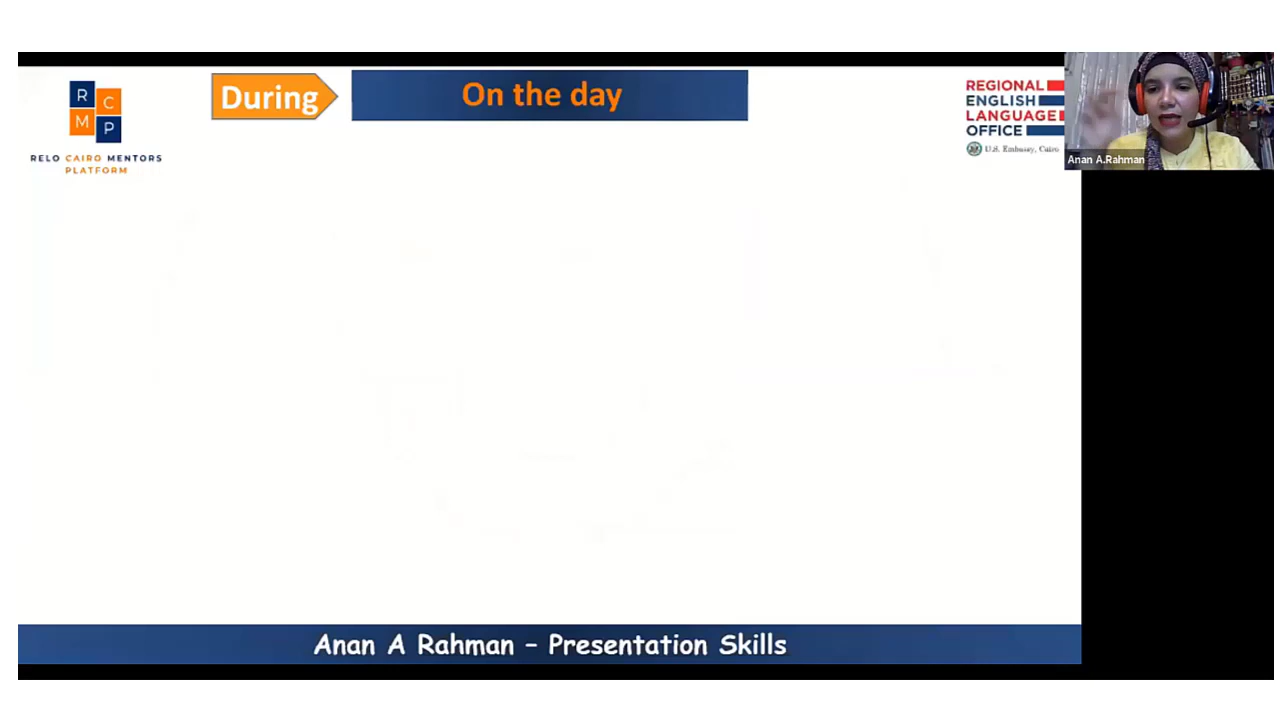 R
C
M
P
RELO CAIRO MENTORS
PLATFORM
During
On the day
REGIONAL
ENGLISH
LANGUAGE
OFFICE
U.S. Embassy, Cairo
Anan A.Rahman
Anan A Rahman – Presentation Skills